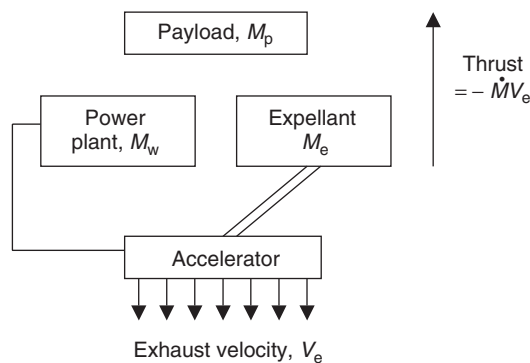 Payload, Mp
Thrust
= – ṀVe
Power
plant, Mw
Expellant
Me
Accelerator
Exhaust velocity, Ve